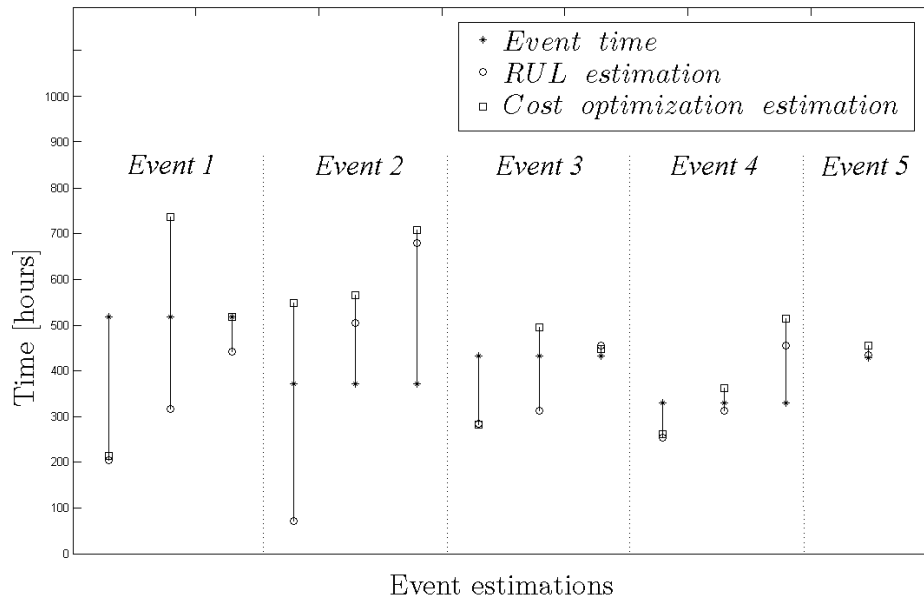 Event time
RUL estimation
Cost optimization estimation
Event 1
Event 2
Event 3
Event 4
Event 5
1000
900
800
700
600
500
400
300
200
100
0
Time [hours]
Event estimations